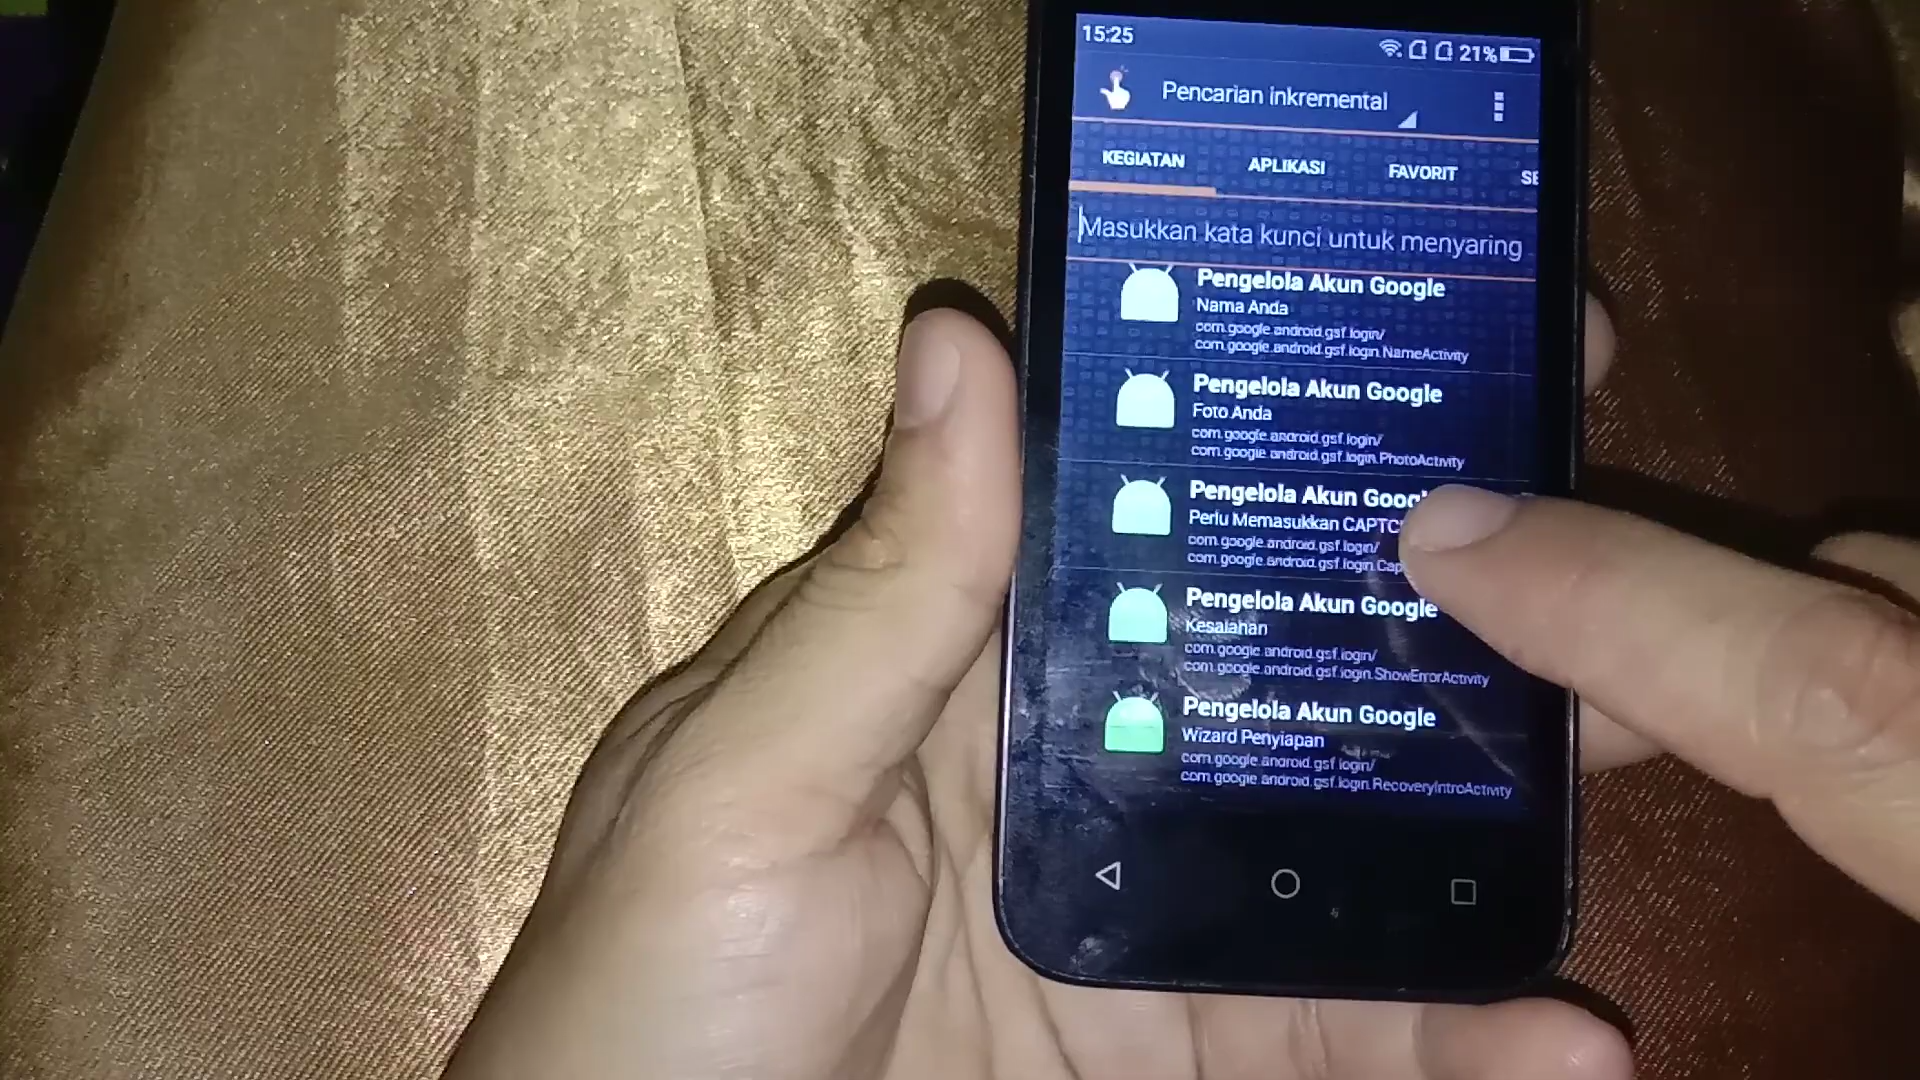 15:25
21%
Pencarian inkremental
KEGIATAN
APLIKASI
FAVORIT
SE
Masukkan kata kunci untuk menyaring
Pengelola Akun Google
Nama Anda
com.google.android.gsf.login/
com.google.android.gsf.login.NameActivity
Pengelola Akun Google
Foto Anda
com.google.android.gsf.login/
com.google.android.gsf.login.PhotoActivity
Pengelola Akun Goog
Perlu Memasukkan CAPTC
com.google.android.gsf.login/
com.google.android.gsf.login.Cap
Pengelola Akun Google
Kesalahan
com.google.android.gsf.login/
com.google.android.gsf.login.ShowErrorActivity
Pengelola Akun Google
Wizard Penyiapan
com.google.android.gsf.login/
com.google.android.gsf.login.RecoveryIntroActivity